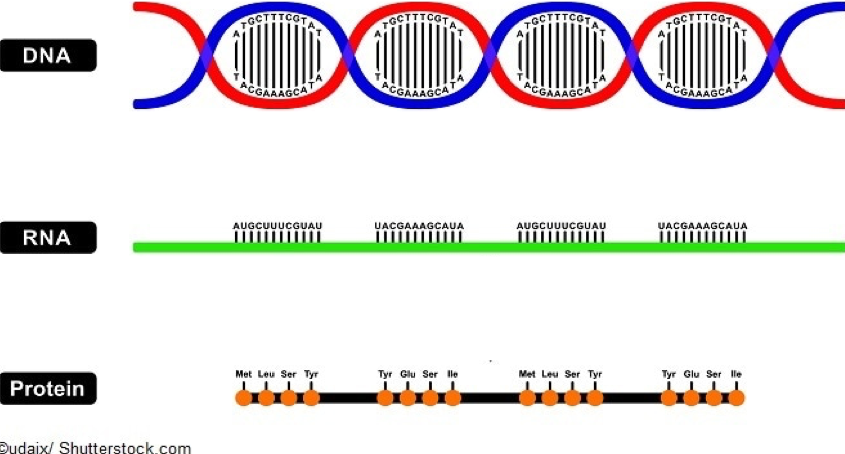 DNA
ATGCTTTCGTAT ATGCTTTCGTAT ATGCTTTCGTAT ATGCTTTCGTAT
TACGAAAGCATA TACGAAAGCATA TACGAAAGCATA TACGAAAGCATA
RNA
AUGCUUUCGUAU UACGAAAGCAUA AUGCUUUCGUAU UACGAAAGCAUA
Met Leu Ser Tyr Tyr Glu Ser Ile Met Leu Ser Tyr Tyr Glu Ser Ile
Protein
©udaix/ Shutterstock.com